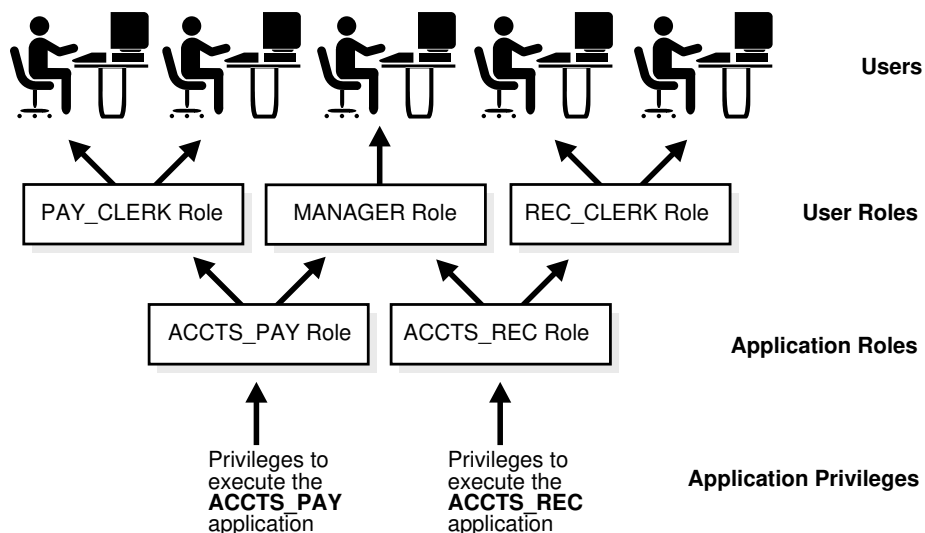 Users
PAY_CLERK Role
MANAGER Role
REC_CLERK Role
User Roles
ACCTS_PAY Role
ACCTS_REC Role
Application Roles
Privileges to
execute the
ACCTS_PAY
application
Privileges to
execute the
ACCTS_REC
application
Application Privileges